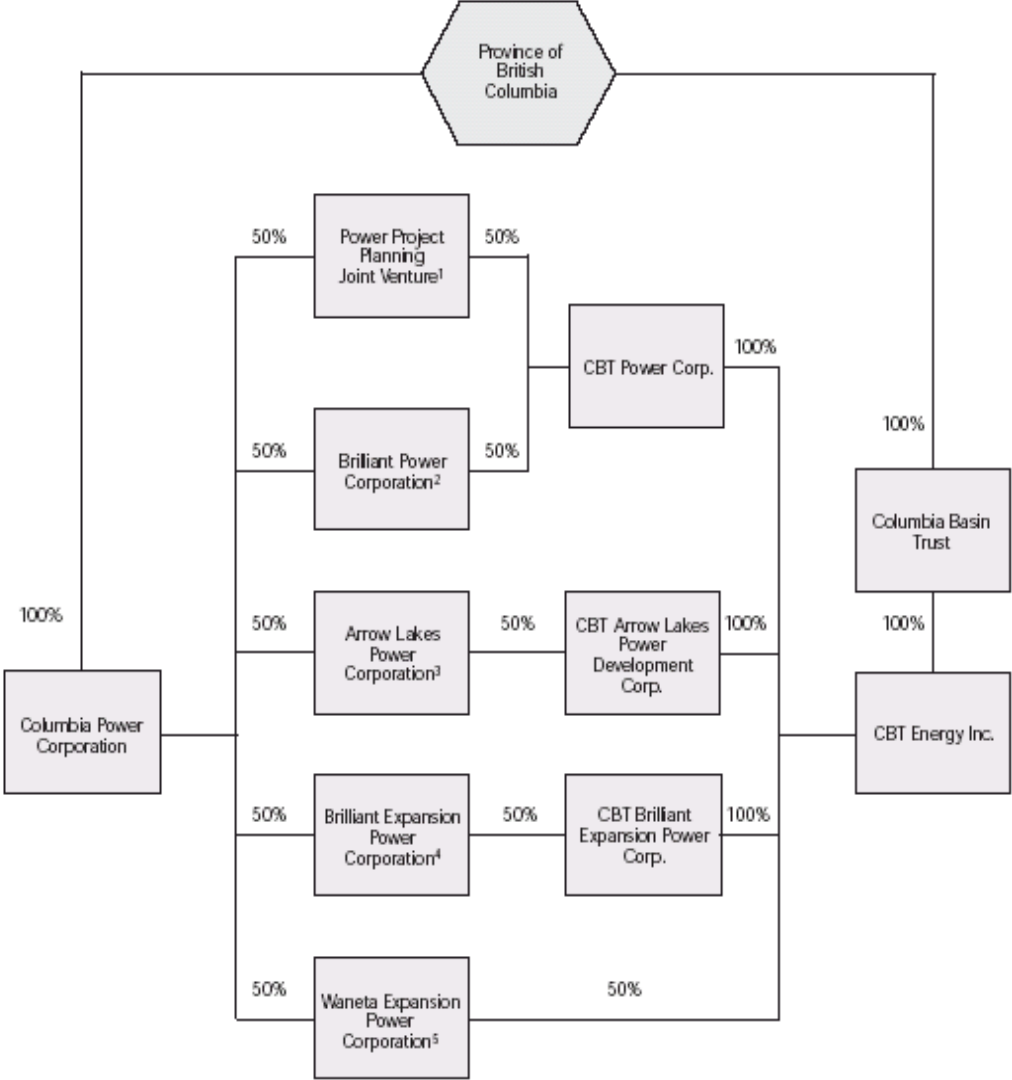 Province of
British
Columbia
50%
Power Project
Planning
Joint Venture¹
50%
CBT Power Corp.
100%
50%
Brilliant Power
Corporation²
50%
100%
Columbia Basin
Trust
100%
100%
Columbia Power
Corporation
50%
Arrow Lakes
Power
Corporation³
50%
CBT Arrow Lakes
Power
Development
Corp.
100%
CBT Energy Inc.
50%
Brilliant Expansion
Power
Corporation⁴
50%
CBT Brilliant
Expansion Power
Corp.
100%
50%
Waneta Expansion
Power
Corporation⁵
50%